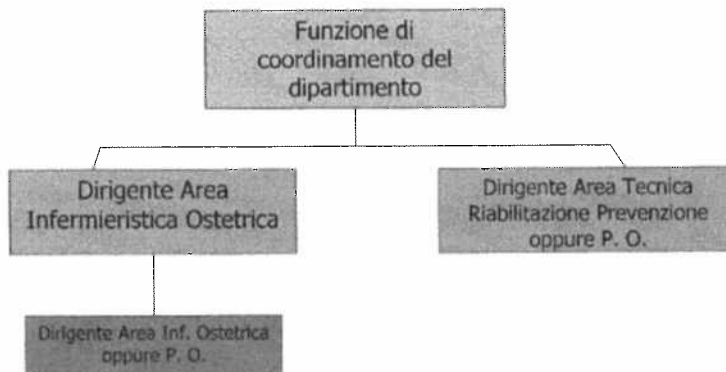 Funzione di
coordinamento del
dipartimento
Dirigente Area
Infermieristica Ostetrica
Dirigente Area Tecnica
Riabilitazione Prevenzione
oppure P. O.
Dirigente Area Inf. Ostetrica
oppure P. O.